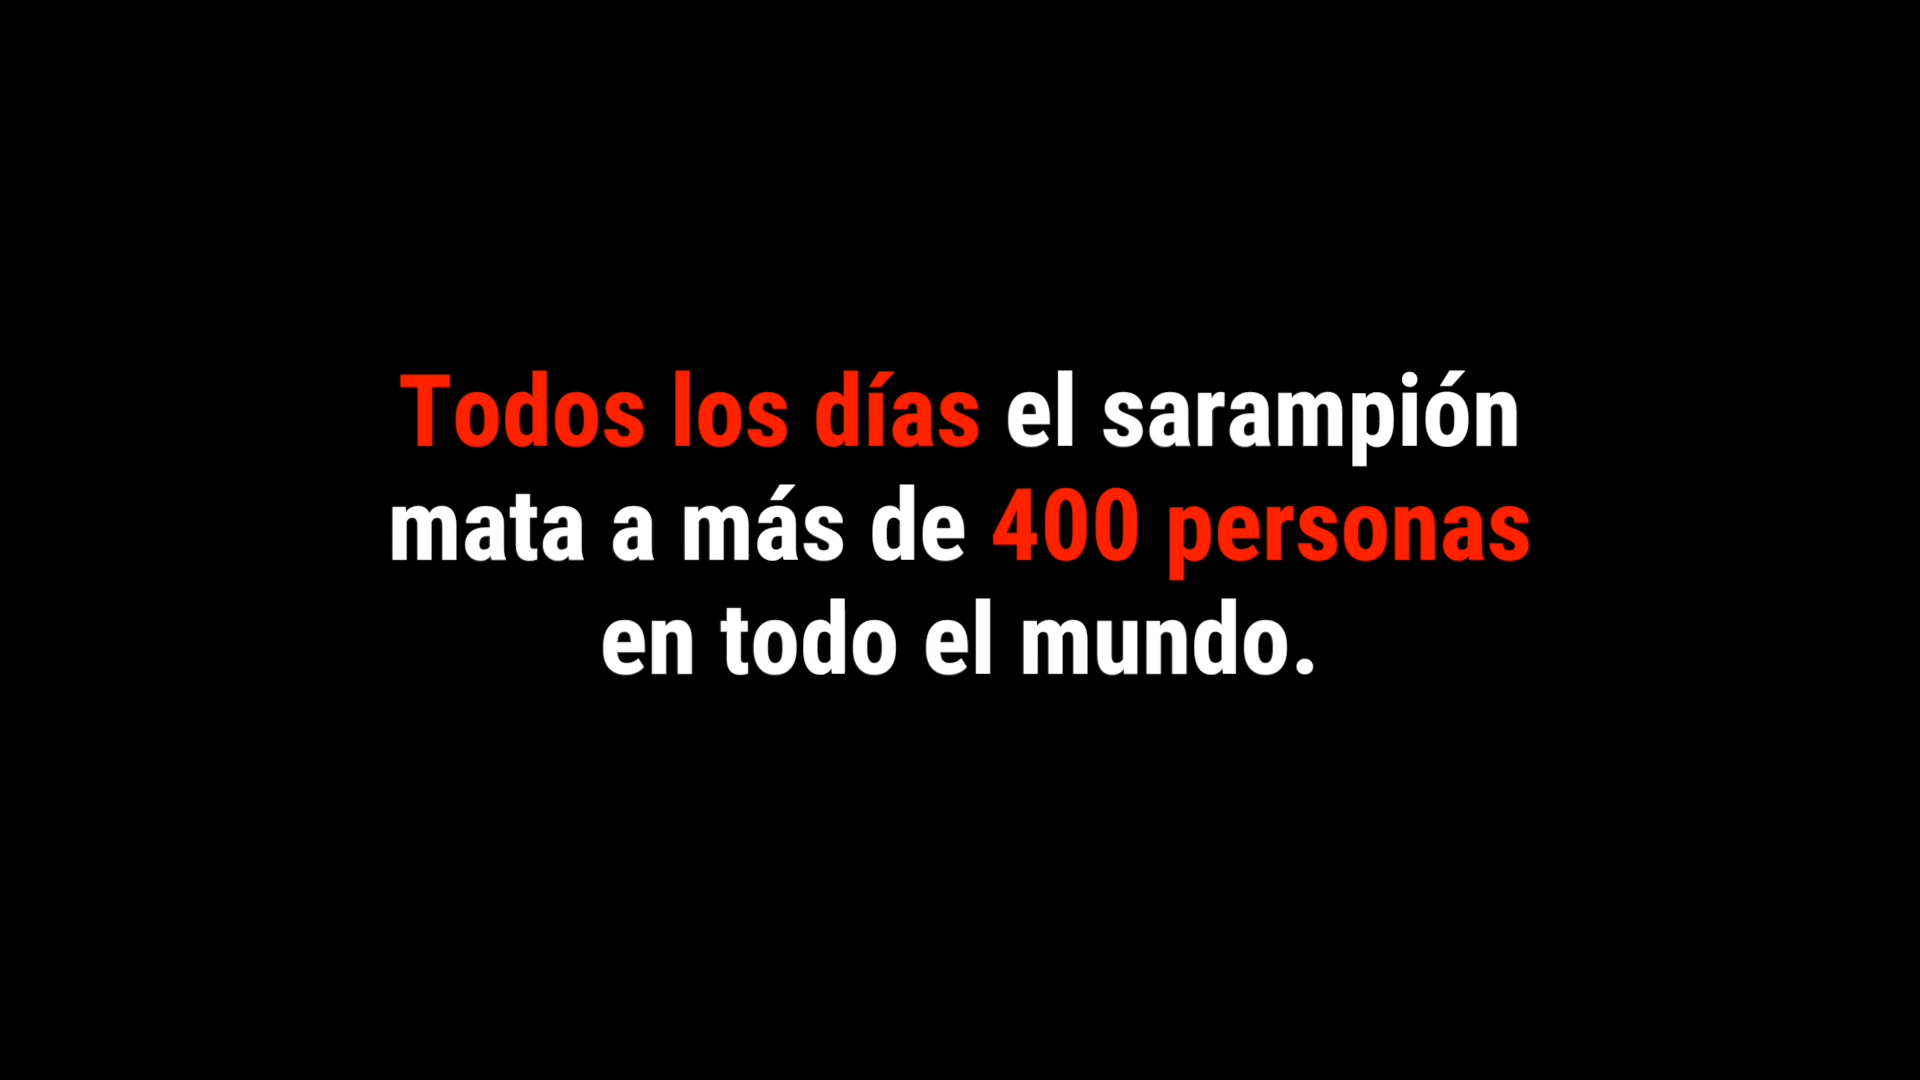 Todos los días el sarampión
mata a más de 400 personas
en todo el mundo.